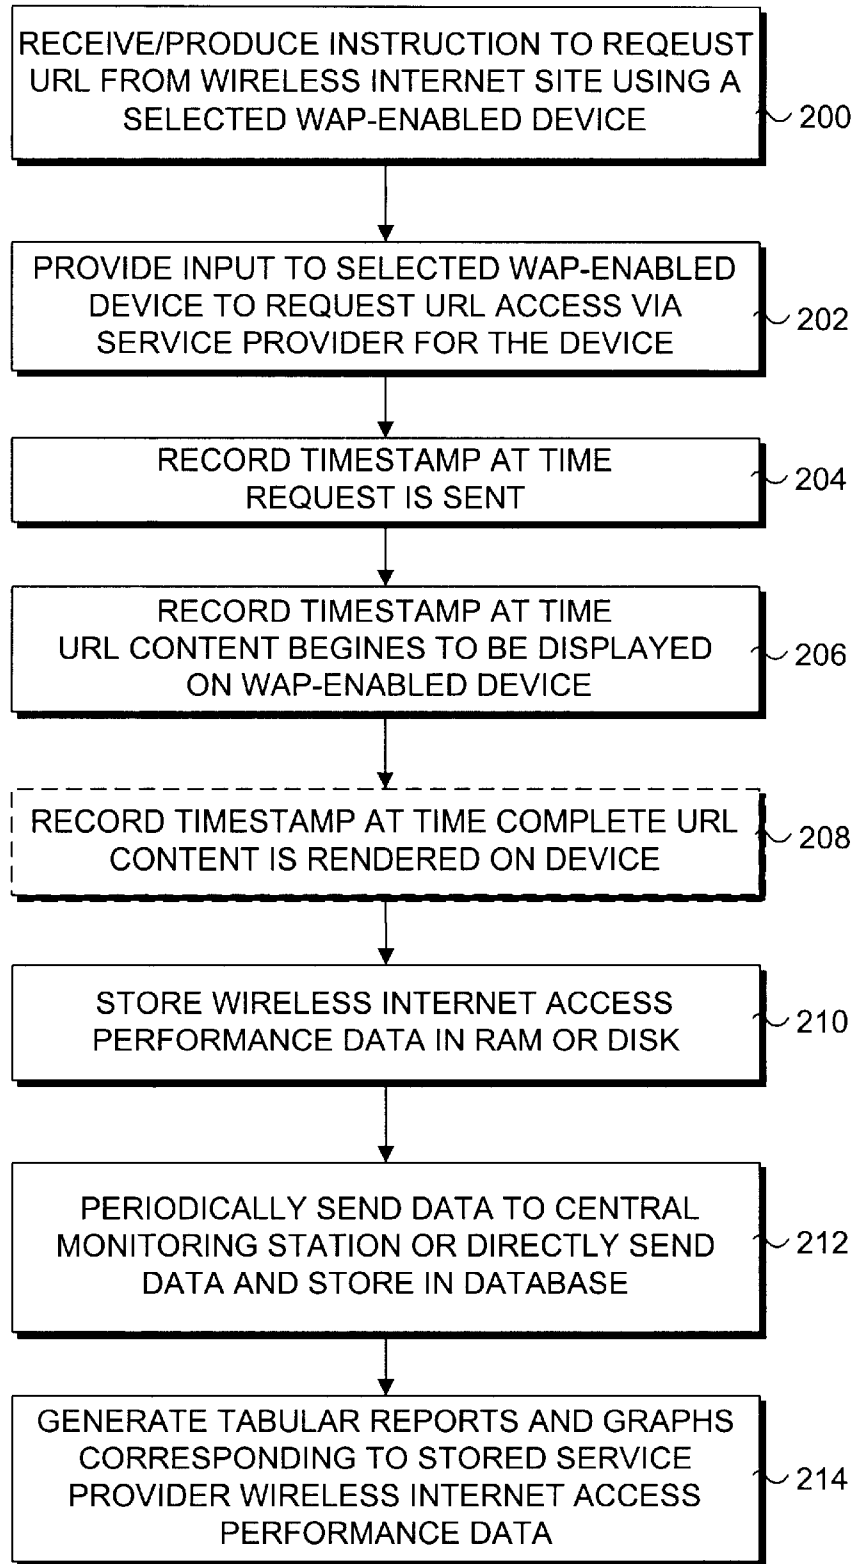 RECEIVE/PRODUCE INSTRUCTION TO REQEUST
URL FROM WIRELESS INTERNET SITE USING A
SELECTED WAP-ENABLED DEVICE
200
PROVIDE INPUT TO SELECTED WAP-ENABLED
DEVICE TO REQUEST URL ACCESS VIA
SERVICE PROVIDER FOR THE DEVICE
202
RECORD TIMESTAMP AT TIME
REQUEST IS SENT
204
RECORD TIMESTAMP AT TIME
URL CONTENT BEGINES TO BE DISPLAYED
ON WAP-ENABLED DEVICE
206
RECORD TIMESTAMP AT TIME COMPLETE URL
CONTENT IS RENDERED ON DEVICE
208
STORE WIRELESS INTERNET ACCESS
PERFORMANCE DATA IN RAM OR DISK
210
PERIODICALLY SEND DATA TO CENTRAL
MONITORING STATION OR DIRECTLY SEND
DATA AND STORE IN DATABASE
212
GENERATE TABULAR REPORTS AND GRAPHS
CORRESPONDING TO STORED SERVICE
PROVIDER WIRELESS INTERNET ACCESS
PERFORMANCE DATA
214